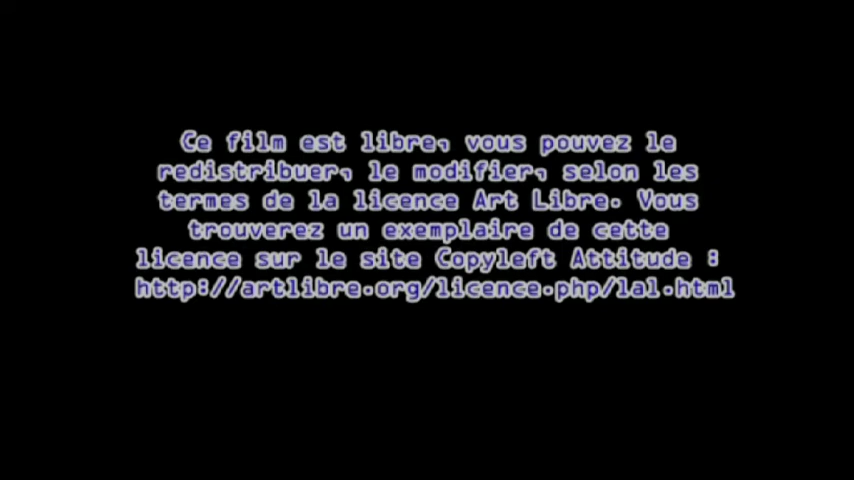 Ce film est libre, vous pouvez le
redistribuer, le modifier, selon les
termes de la licence Art Libre. Vous
trouverez un exemplaire de cette
licence sur le site Copyleft Attitude :
http://artlibre.org/licence.php/lal.html